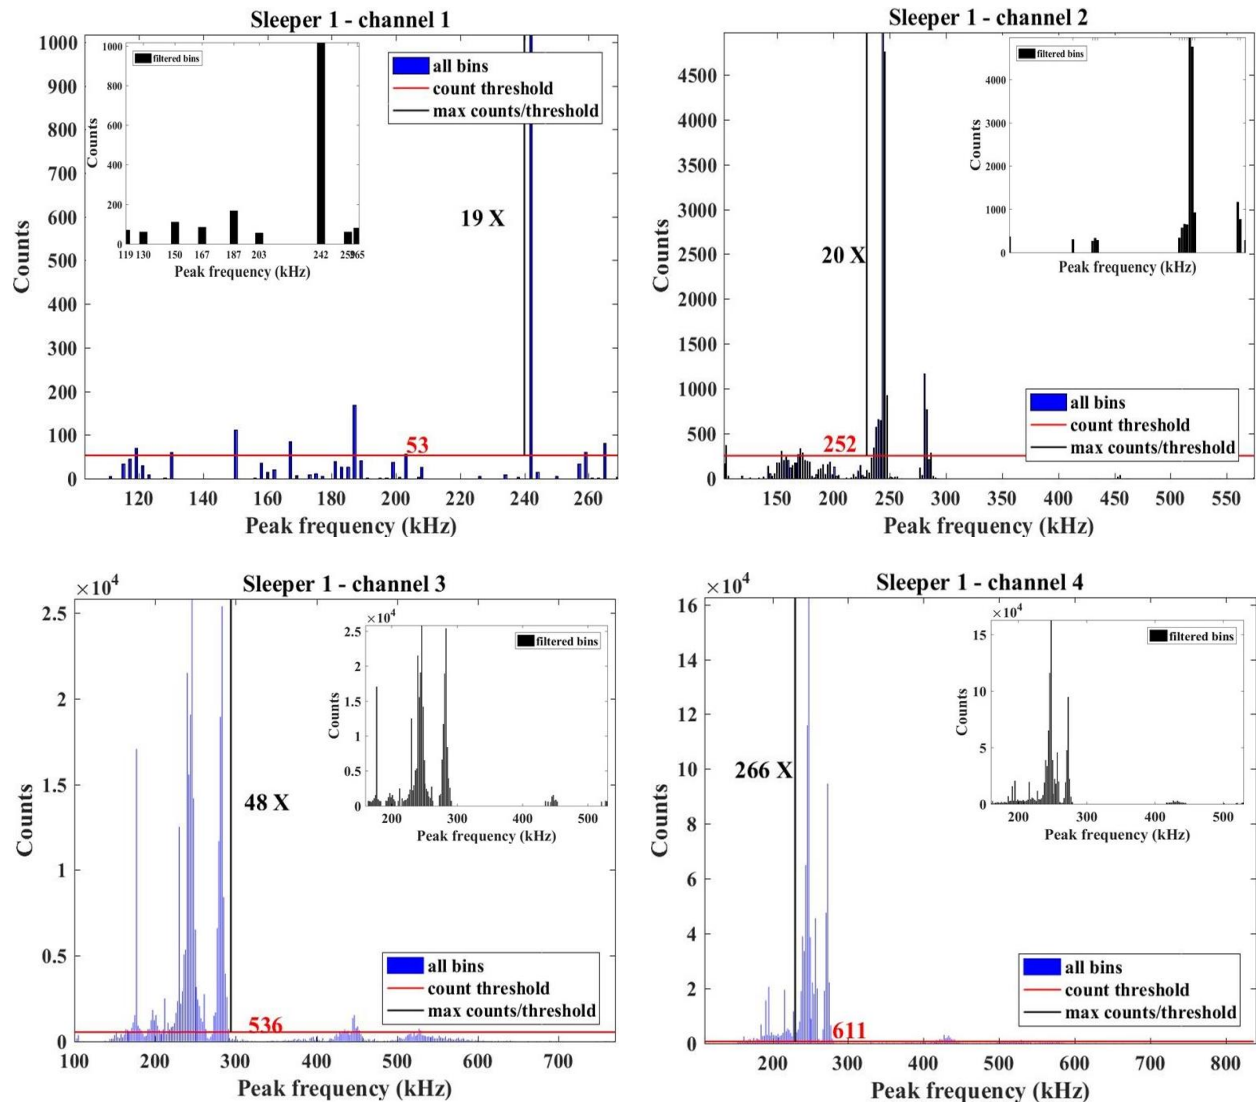 Sleeper 1 - channel 1
1000
900
800
700
600
500
400
300
200
100
0
Counts
120 140 160 180 200 220 240 260
Peak frequency (kHz)
all bins
count threshold
max counts/threshold
19 X
53
filtered bins
1000
800
600
400
200
0
Counts
119 130 150 167 187 203 242 259 265
Peak frequency (kHz)
Sleeper 1 - channel 2
4500
4000
3500
3000
2500
2000
1500
1000
500
0
Counts
150 200 250 300 350 400 450 500 550
Peak frequency (kHz)
all bins
count threshold
max counts/threshold
20 X
252
filtered bins
4000
3000
2000
1000
0
Counts
Peak frequency (kHz)
Sleeper 1 - channel 3
×10⁴
2.5
2
1.5
1
0.5
0
Counts
100 200 300 400 500 600 700
Peak frequency (kHz)
all bins
count threshold
max counts/threshold
48 X
536
filtered bins
×10⁴
2.5
2
1.5
1
0.5
0
Counts
200 300 400 500
Peak frequency (kHz)
Sleeper 1 - channel 4
×10⁴
16
14
12
10
8
6
4
2
0
Counts
200 300 400 500 600 700 800
Peak frequency (kHz)
all bins
count threshold
max counts/threshold
266 X
611
filtered bins
×10⁴
15
10
5
0
Counts
200 300 400 500
Peak frequency (kHz)